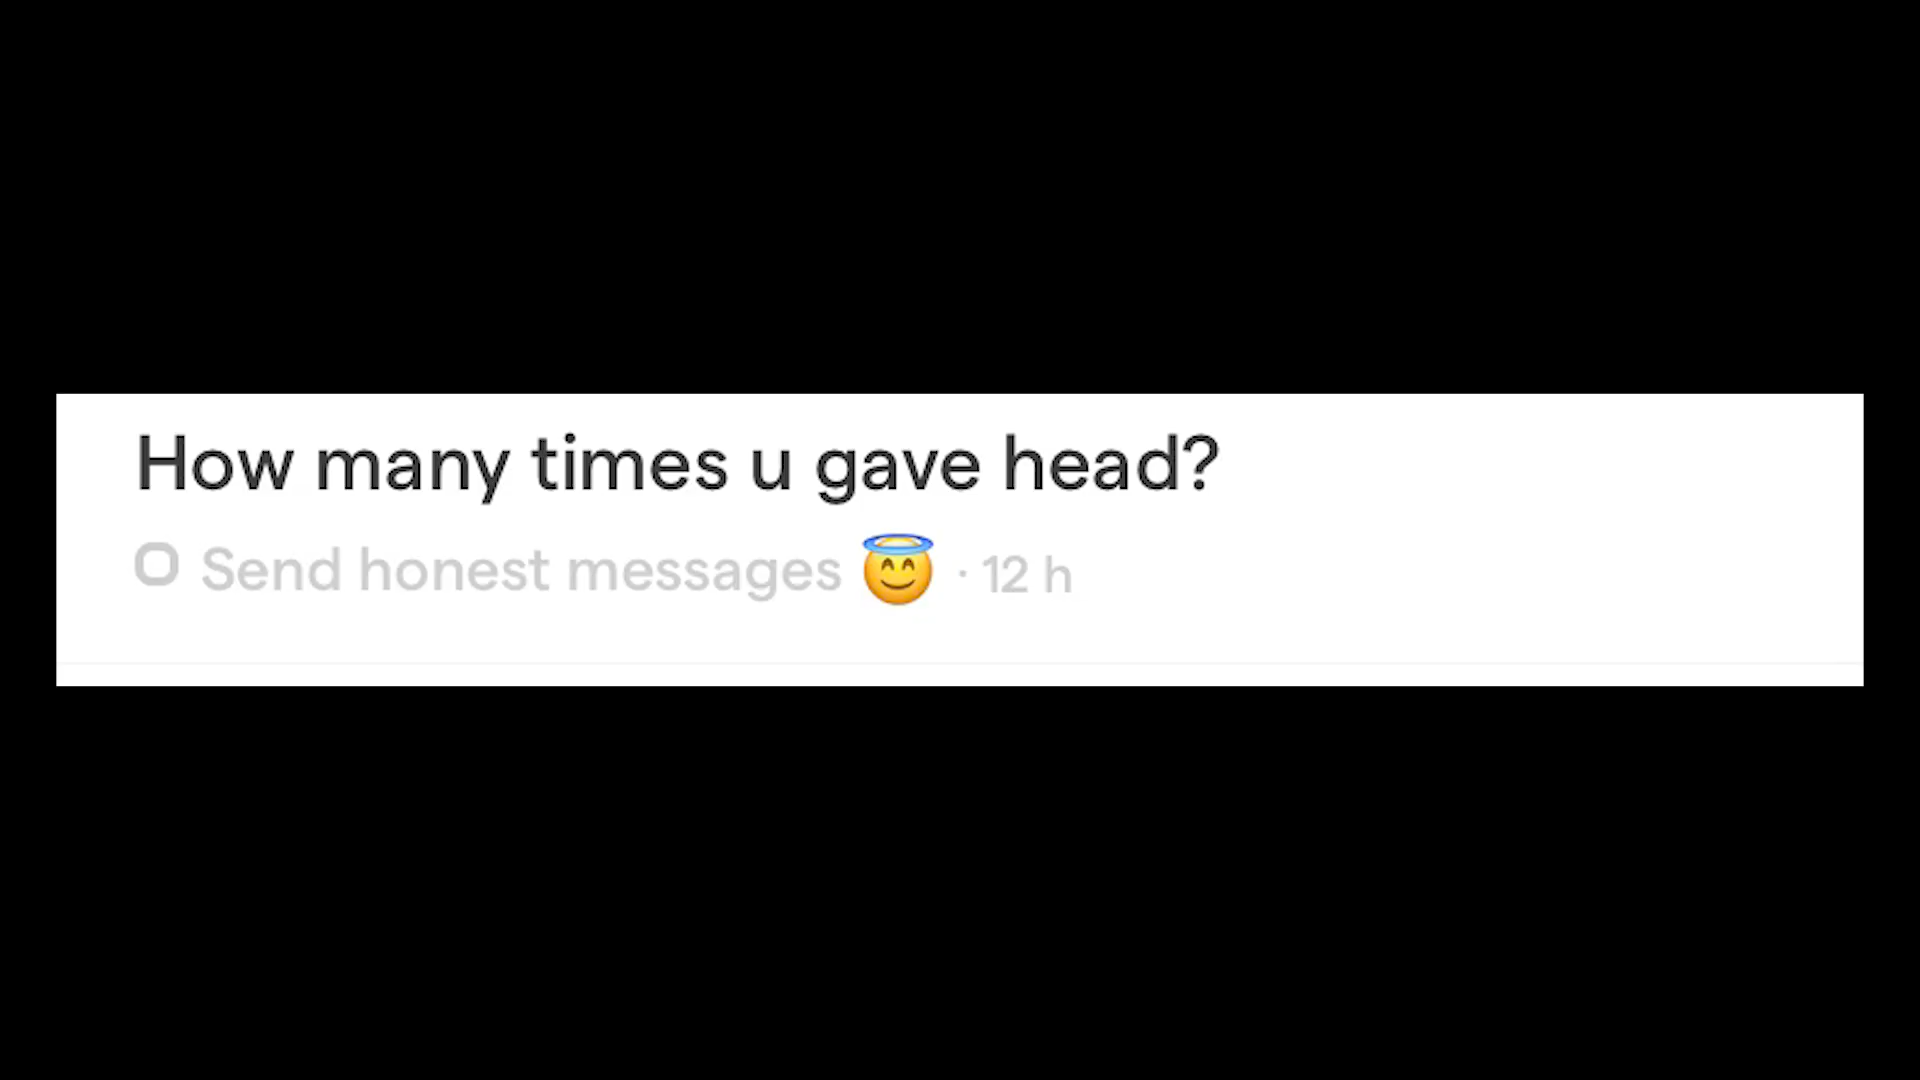 How many times u gave head?
Send honest messages 😇 · 12 h